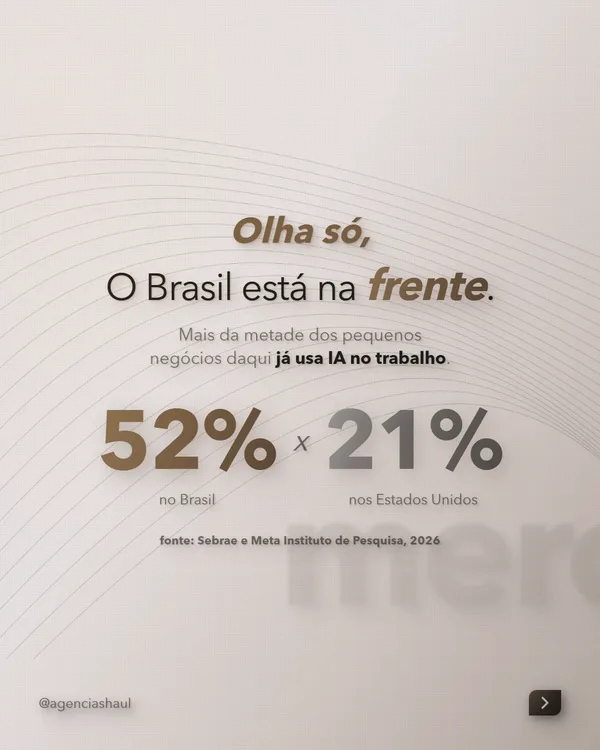 Olha só,
O Brasil está na frente.
Mais da metade dos pequenos
negócios daqui já usa IA no trabalho.
52% x 21%
no Brasil nos Estados Unidos
fonte: Sebrae e Meta Instituto de Pesquisa, 2026
@agenciashaul